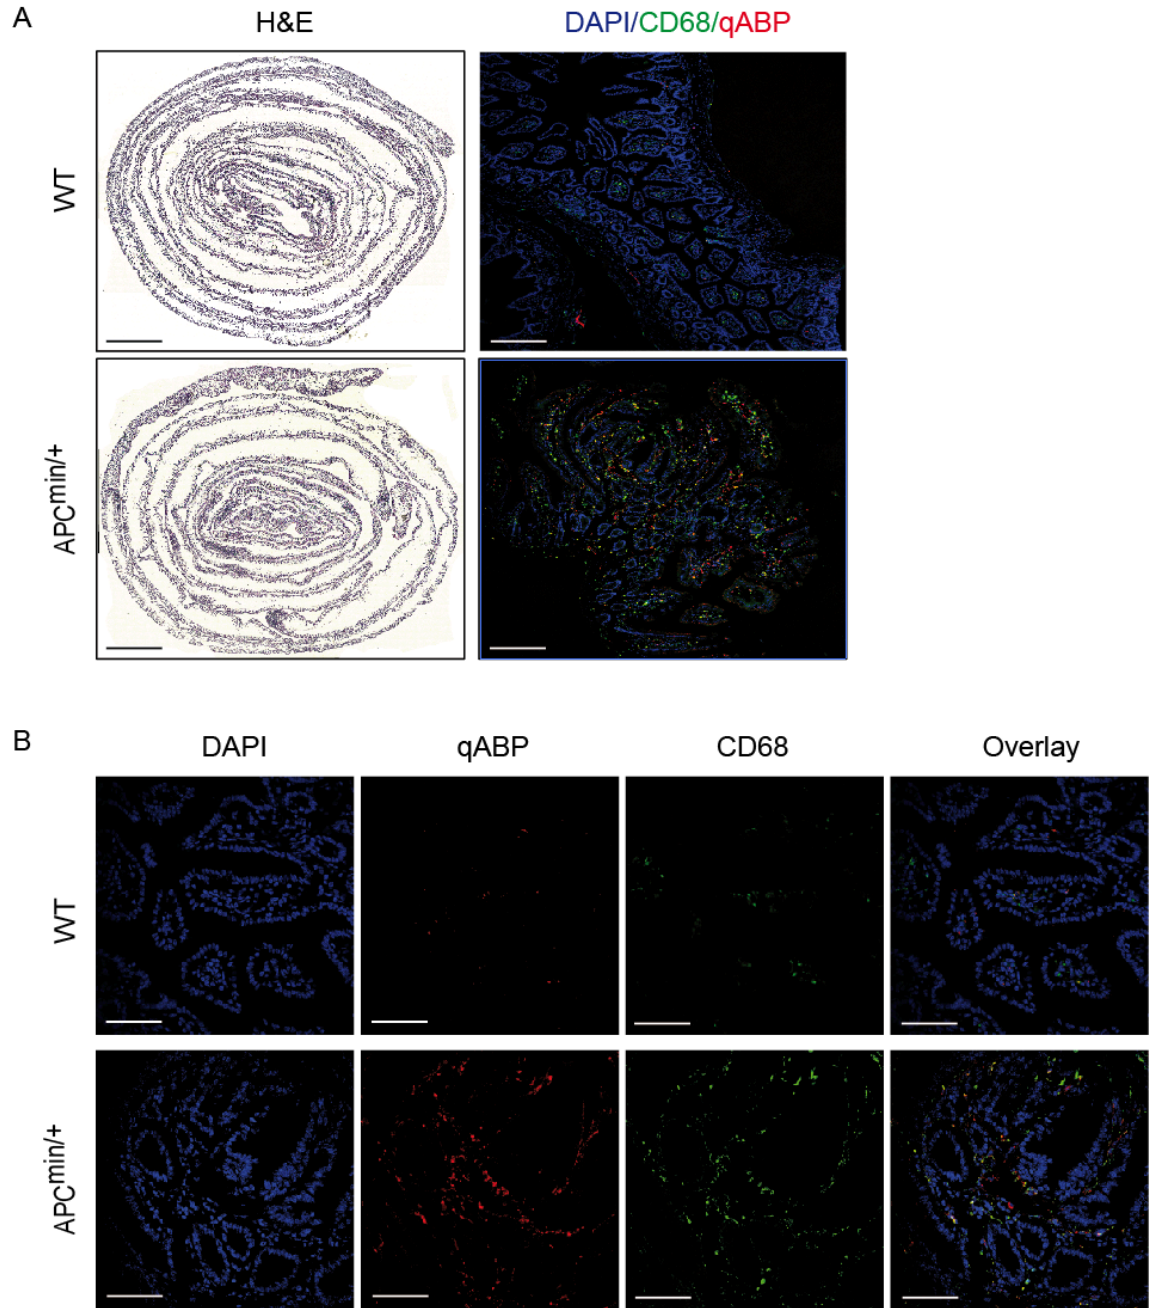 A
H&E
DAPI/CD68/qABP
WT
APCmin/+
B
DAPI
qABP
CD68
Overlay
WT
APCmin/+